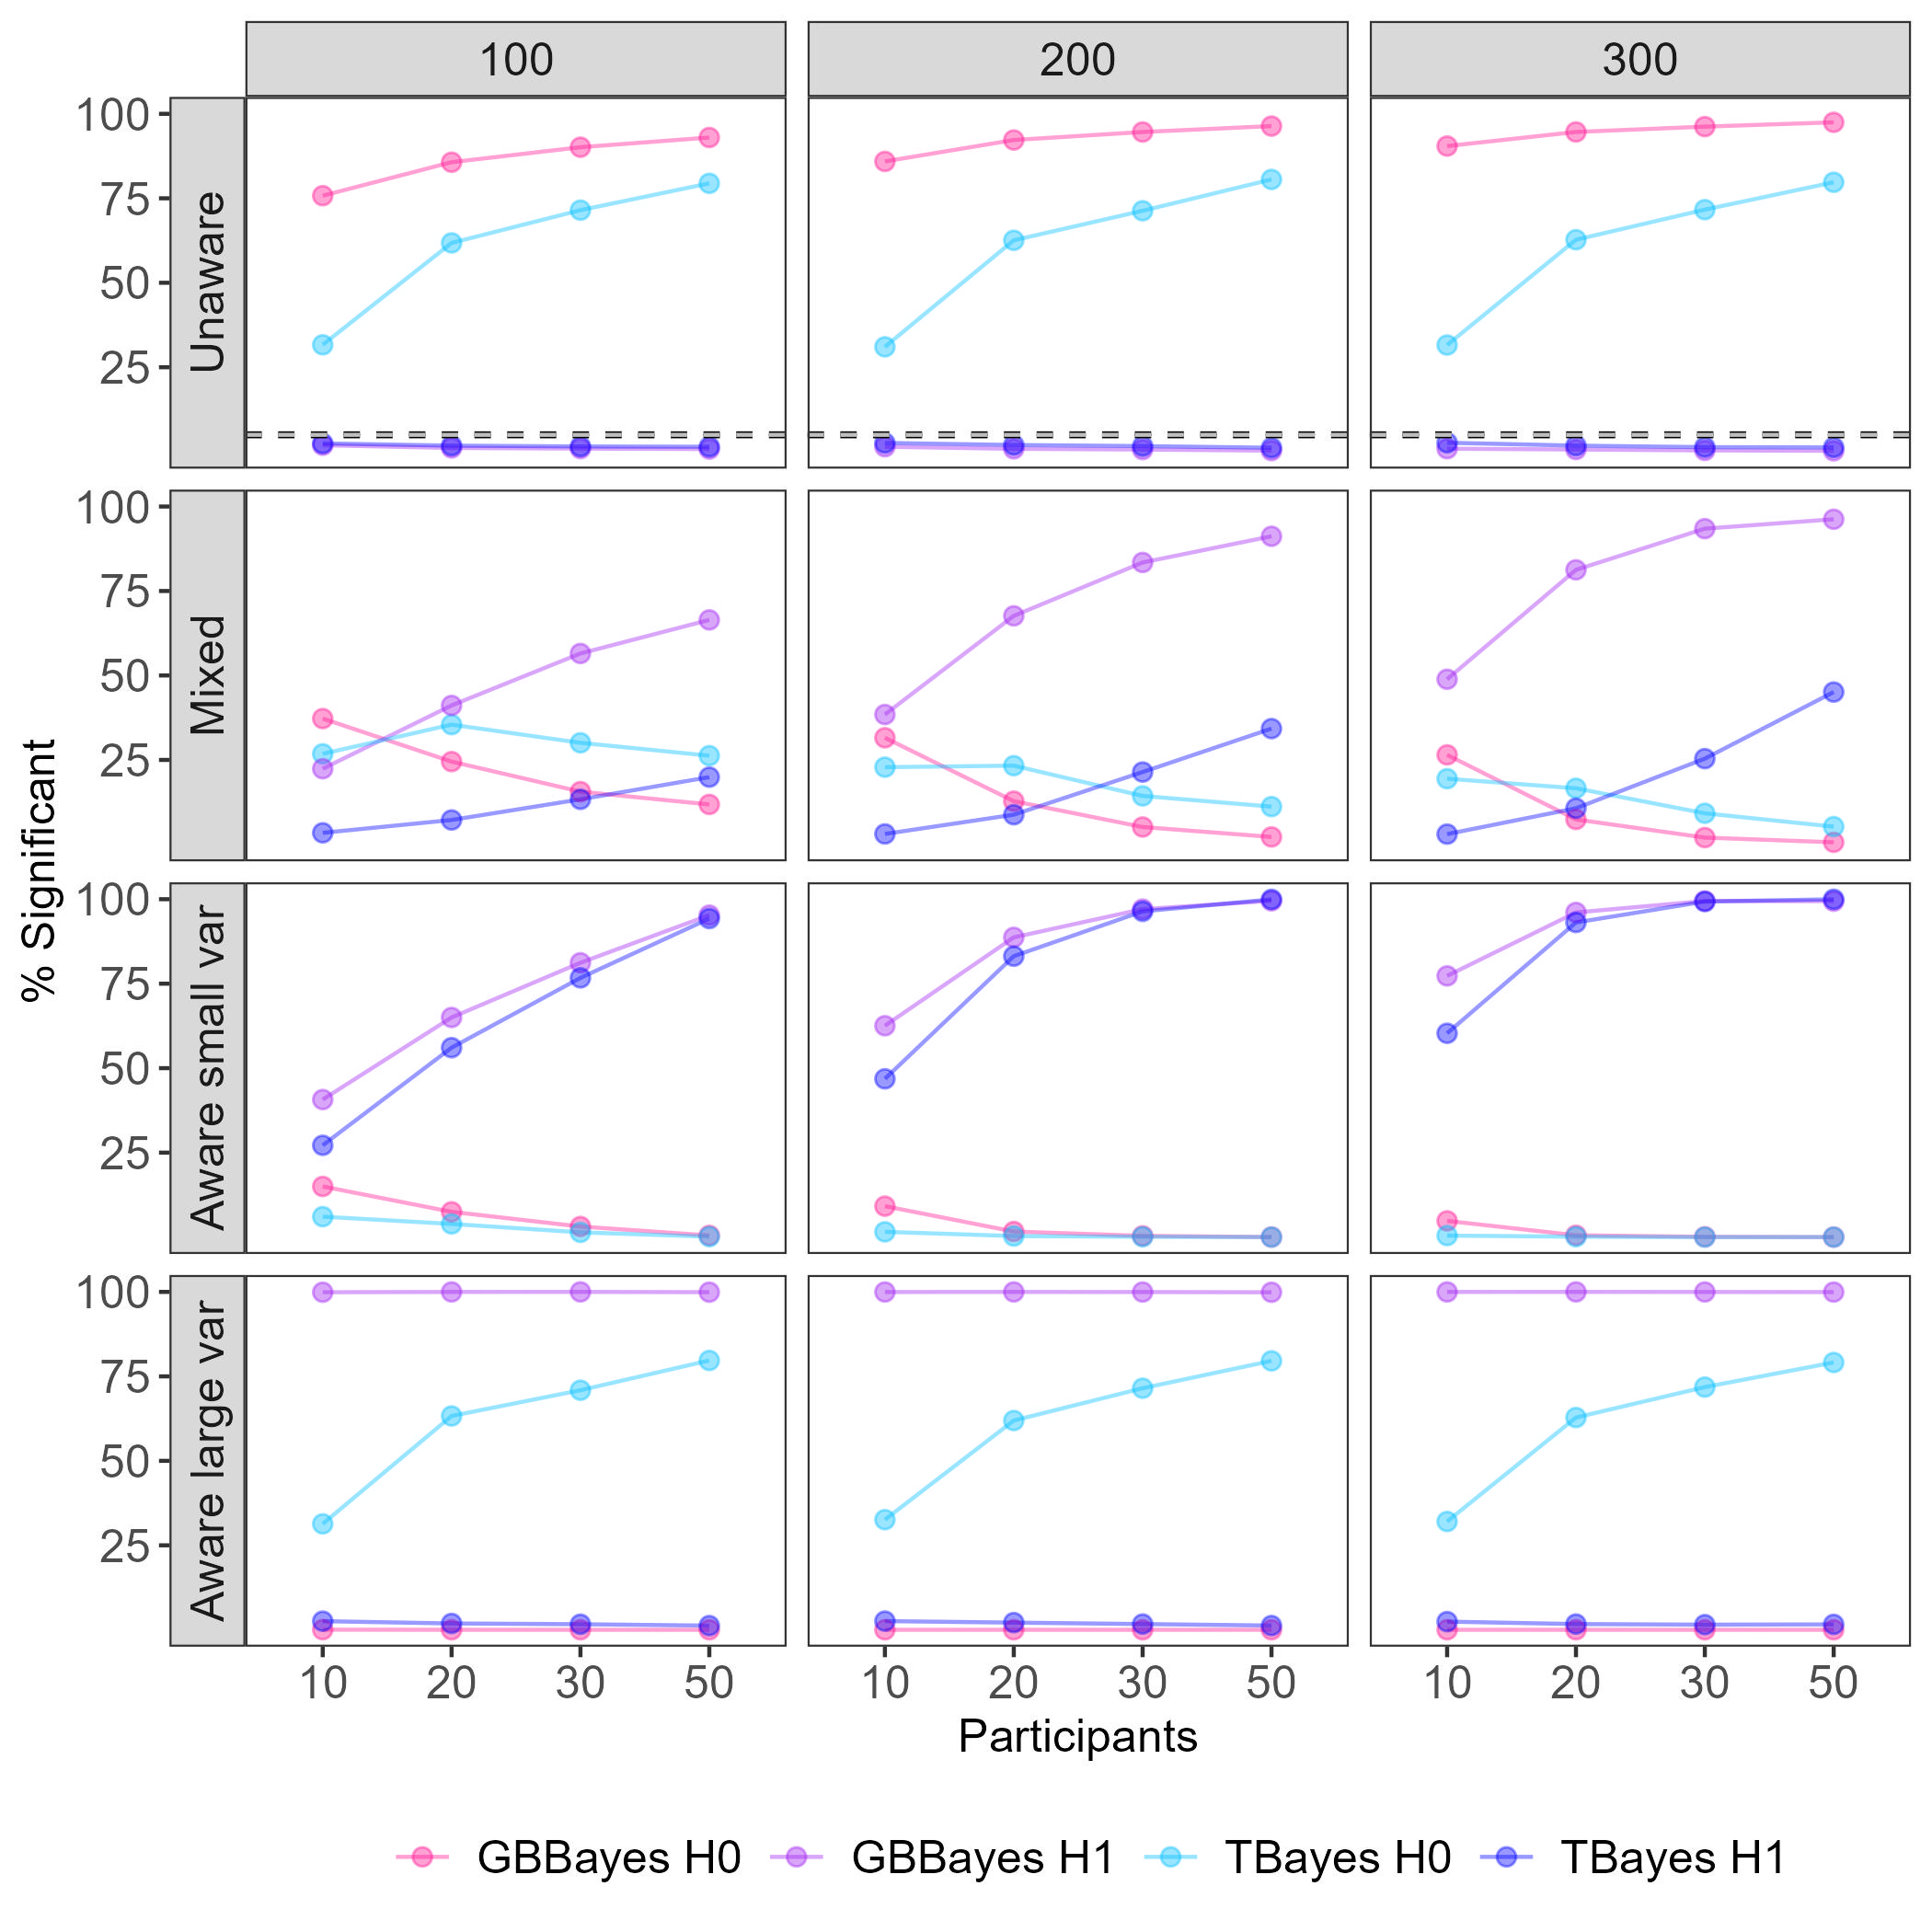 100 200 300
% Significant
Unaware
100
75
50
25
Mixed
100
75
50
25
Aware small var
100
75
50
25
Aware large var
100
75
50
25
10 20 30 50 10 20 30 50 10 20 30 50
Participants
GBBayes H0 GBBayes H1 TBayes H0 TBayes H1